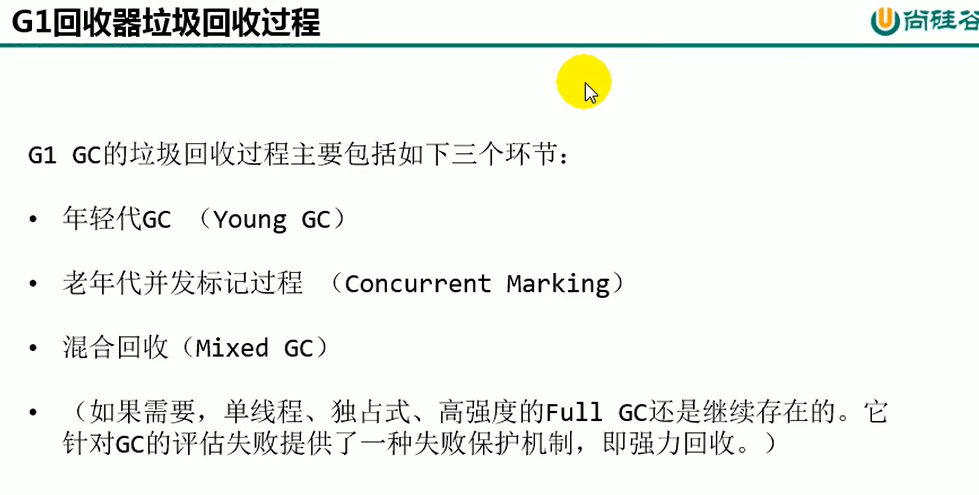 G1回收器垃圾回收过程
尚硅谷
G1 GC的垃圾回收过程主要包括如下三个环节：
• 年轻代GC （Young GC）
• 老年代并发标记过程 （Concurrent Marking）
• 混合回收（Mixed GC）
• （如果需要，单线程、独占式、高强度的Full GC还是继续存在的。它
针对GC的评估失败提供了一种失败保护机制，即强力回收。）